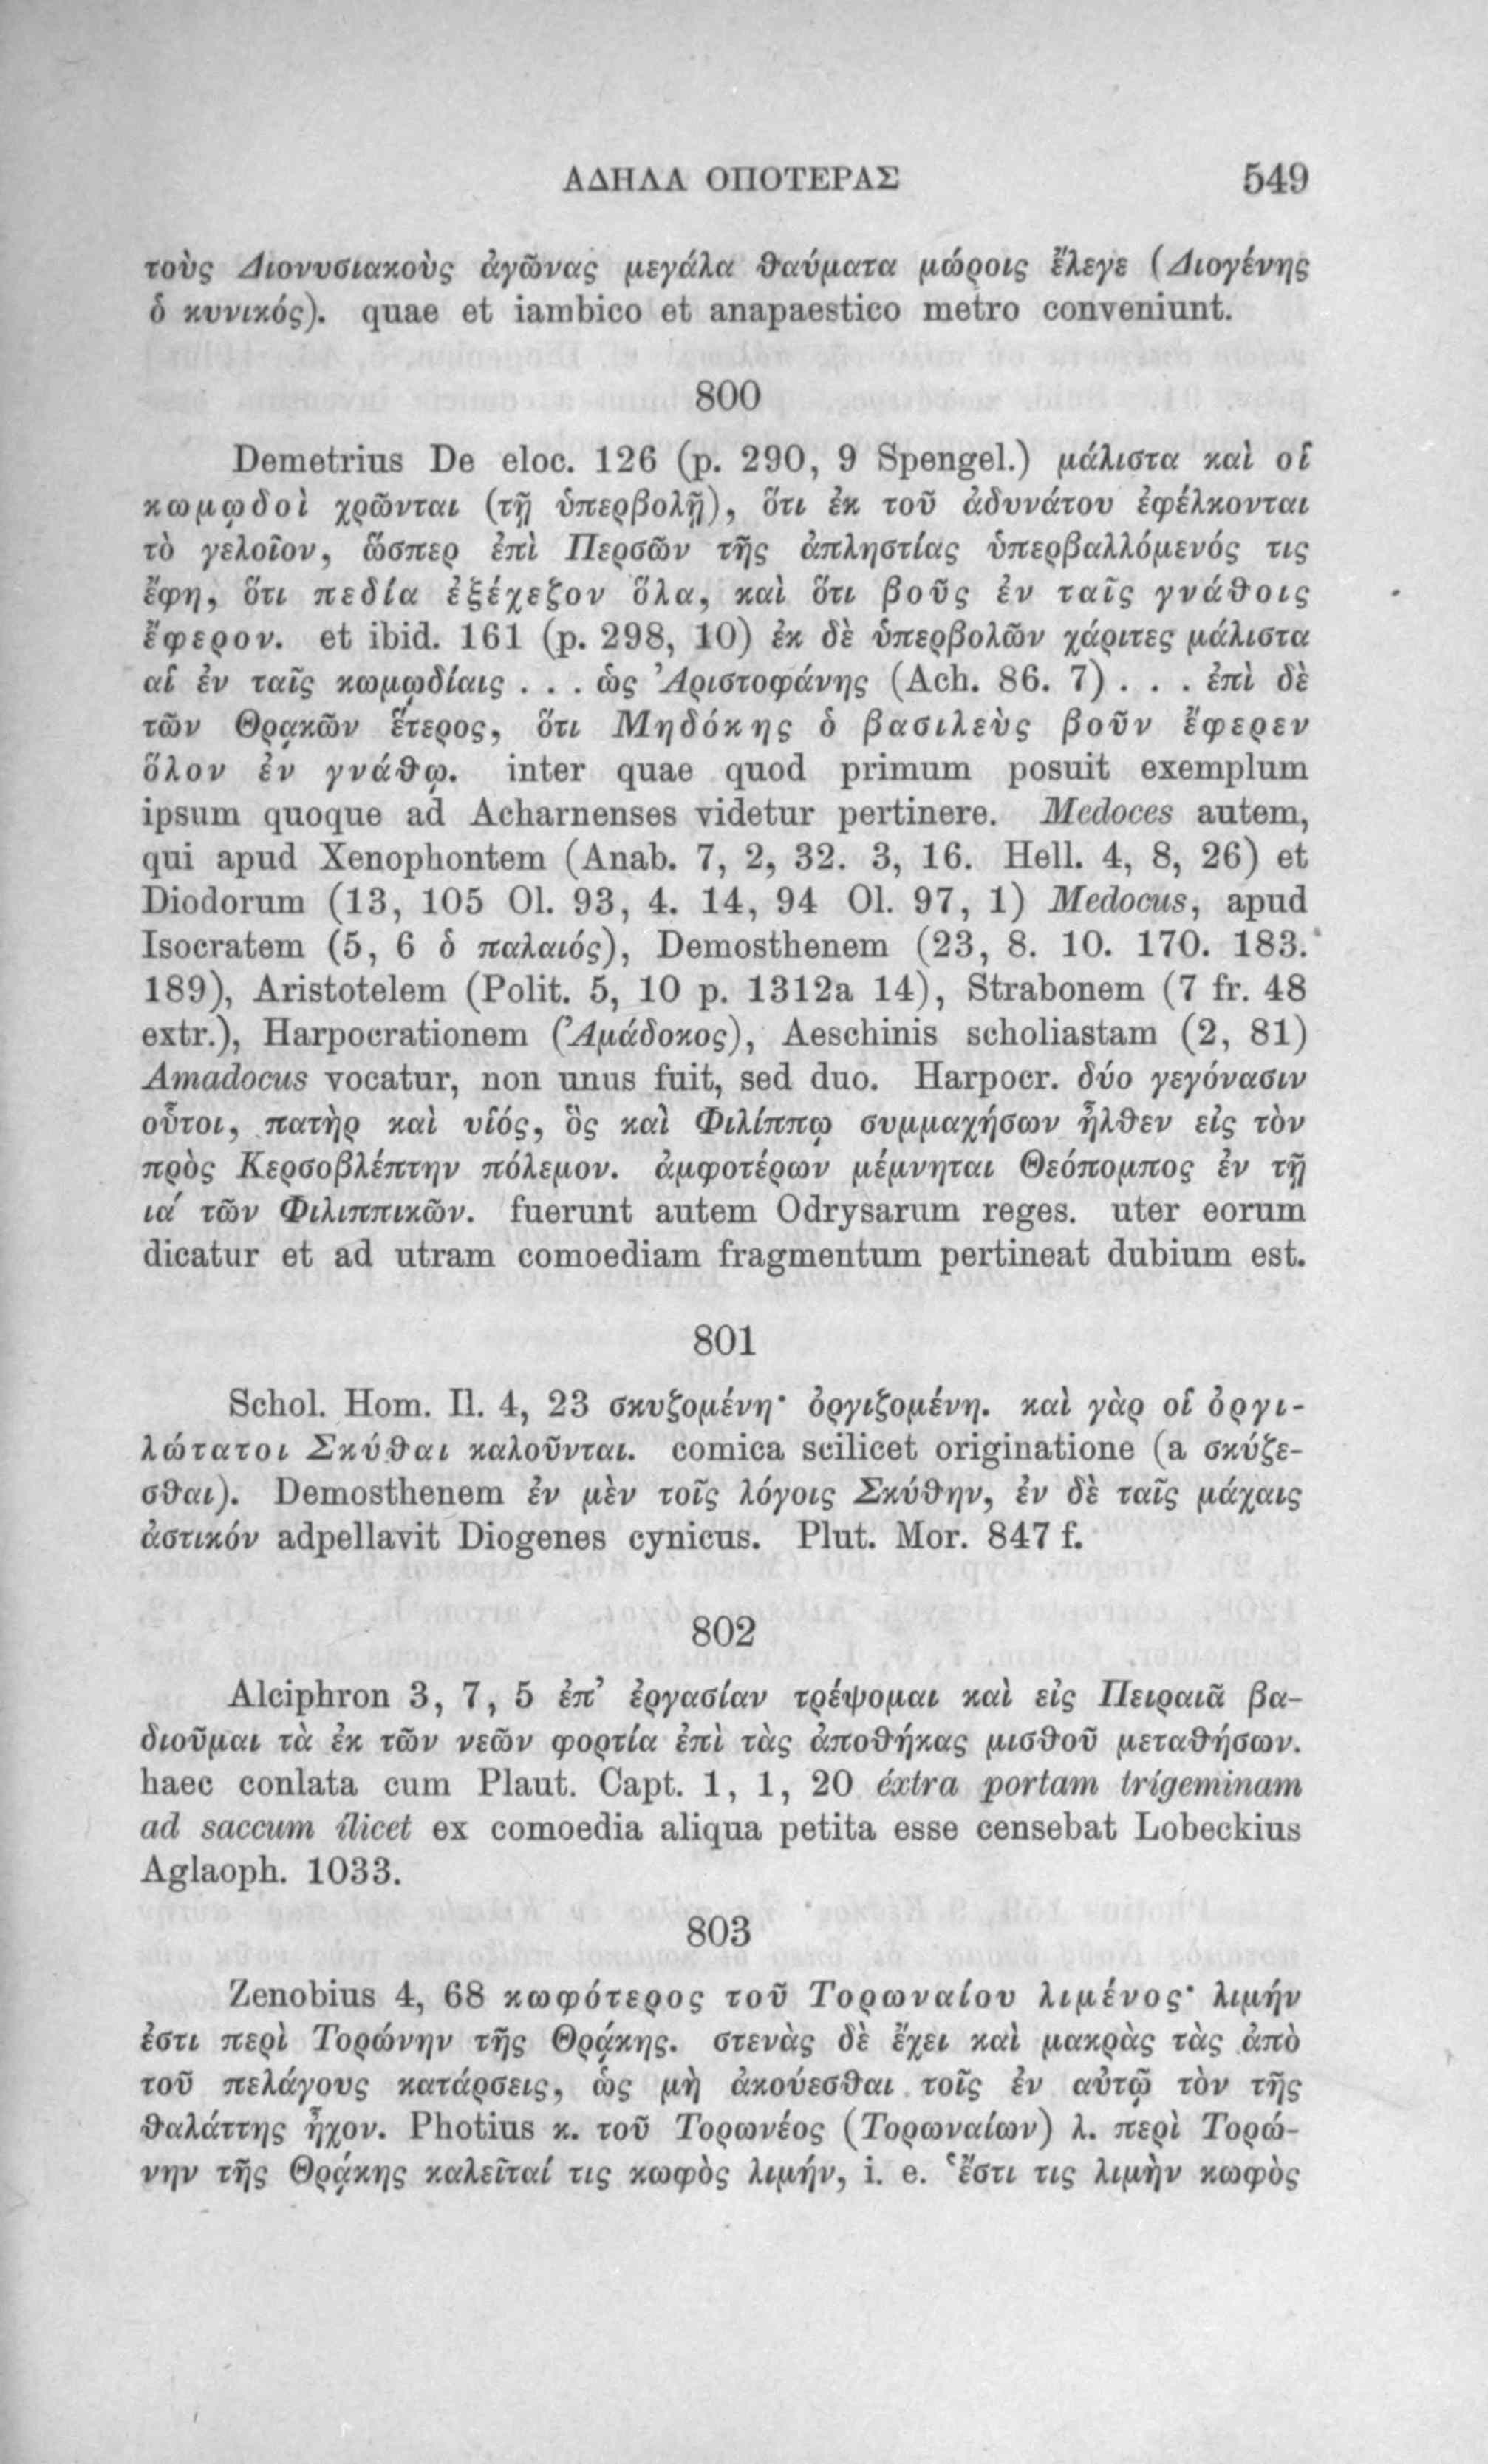 ΑΔΗΛΑ ΟΠΟΤΕΡΑΣ 549
τοὺς Διονυσιακοὺς ἀγῶνας μεγάλα θαύματα μώροις ἔλεγε (Διογένης
ὁ κυνικός). quae et iambico et anapaestico metro conveniunt.
800
Demetrius De eloc. 126 (p. 290, 9 Spengel.) μάλιστα καὶ οἱ
κωμῳδοὶ χρῶνται (τῇ ὑπερβολῇ), ὅτι ἐκ τοῦ ἀδυνάτου ἐφέλκονται
τὸ γελοῖον, ὥσπερ ἐπὶ Περσῶν τῆς ἀπληστίας ὑπερβαλλόμενός τις
ἔφη, ὅτι πεδία ἐξέχεζον ὅλα, καὶ ὅτι βοῦς ἐν ταῖς γνάθοις
ἔφερον. et ibid. 161 (p. 298, 10) ἐκ δὲ ὑπερβολῶν χάριτες μάλιστα
αἱ ἐν ταῖς κωμῳδίαις . . . ὡς Ἀριστοφάνης (Ach. 86. 7) . . . ἐπὶ δὲ
τῶν Θρᾳκῶν ἕτερος, ὅτι Μηδόκης ὁ βασιλεὺς βοῦν ἔφερεν
ὅλον ἐν γνάθῳ. inter quae quod primum posuit exemplum
ipsum quoque ad Acharnenses videtur pertinere. Medoces autem,
qui apud Xenophontem (Anab. 7, 2, 32. 3, 16. Hell. 4, 8, 26) et
Diodorum (13, 105 Ol. 93, 4. 14, 94 Ol. 97, 1) Medocus, apud
Isocratem (5, 6 ὁ παλαιός), Demosthenem (23, 8. 10. 170. 183.
189), Aristotelem (Polit. 5, 10 p. 1312a 14), Strabonem (7 fr. 48
extr.), Harpocrationem (Ἀμάδοκος), Aeschinis scholiastam (2, 81)
Amadocus vocatur, non unus fuit, sed duo. Harpocr. δύο γεγόνασιν
οὗτοι, πατὴρ καὶ υἱός, ὃς καὶ Φιλίππῳ συμμαχήσων ἦλθεν εἰς τὸν
πρὸς Κερσοβλέπτην πόλεμον. ἀμφοτέρων μέμνηται Θεόπομπος ἐν τῇ
ια΄ τῶν Φιλιππικῶν. fuerunt autem Odrysarum reges. uter eorum
dicatur et ad utram comoediam fragmentum pertineat dubium est.
801
Schol. Hom. Il. 4, 23 σκυζομένη· ὀργιζομένη. καὶ γὰρ οἱ ὀργι-
λώτατοι Σκύθαι καλοῦνται. comica scilicet originatione (a σκύζε-
σθαι). Demosthenem ἐν μὲν τοῖς λόγοις Σκύθην, ἐν δὲ ταῖς μάχαις
ἀστικόν adpellavit Diogenes cynicus. Plut. Mor. 847 f.
802
Alciphron 3, 7, 5 ἐπ’ ἐργασίαν τρέψομαι καὶ εἰς Πειραιᾶ βα-
διοῦμαι τὰ ἐκ τῶν νεῶν φορτία ἐπὶ τὰς ἀποθήκας μισθοῦ μεταθήσων.
haec conlata cum Plaut. Capt. 1, 1, 20 éxtra portam trígeminam
ad saccum ílicet ex comoedia aliqua petita esse censebat Lobeckius
Aglaoph. 1033.
803
Zenobius 4, 68 κωφότερος τοῦ Τορωναίου λιμένος· λιμήν
ἐστι περὶ Τορώνην τῆς Θρᾴκης. στενὰς δὲ ἔχει καὶ μακρὰς τὰς ἀπὸ
τοῦ πελάγους κατάρσεις, ὡς μὴ ἀκούεσθαι τοῖς ἐν αὐτῷ τὸν τῆς
θαλάττης ἦχον. Photius κ. τοῦ Τορωνέος (Τορωναίων) λ. περὶ Τορώ-
νην τῆς Θρᾴκης καλεῖταί τις κωφὸς λιμήν, i. e. ‘ἔστι τις λιμὴν κωφὸς